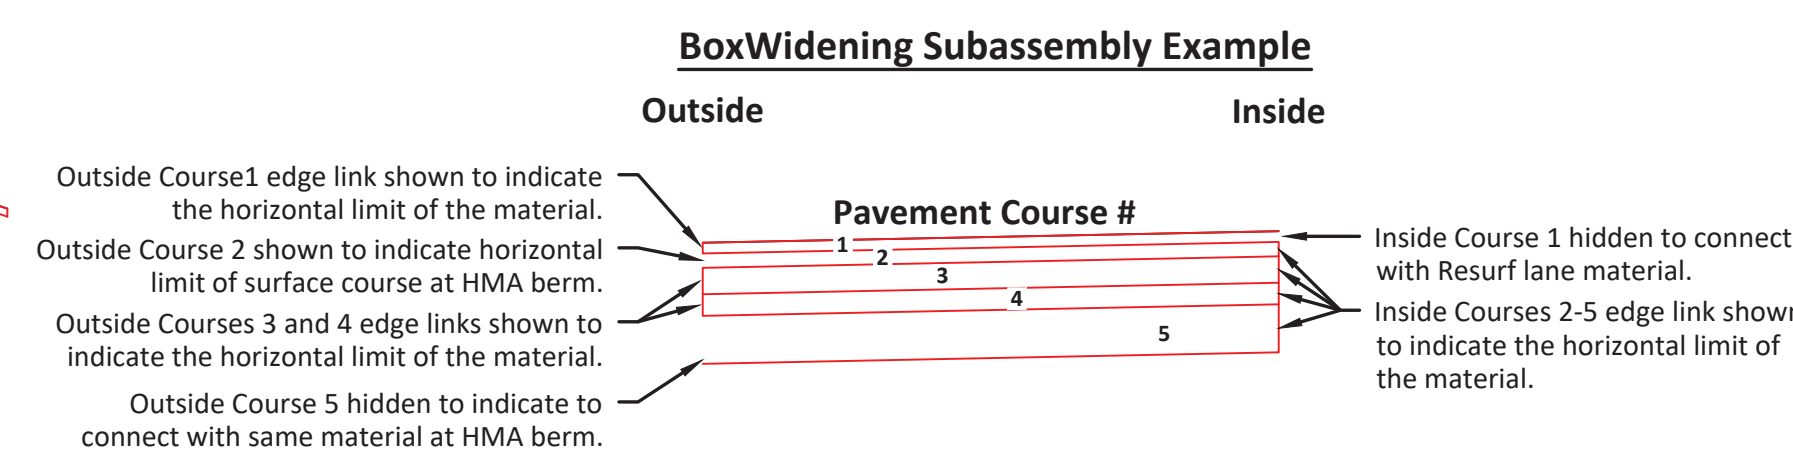 BoxWidening Subassembly Example
Outside
Inside
Outside Course1 edge link shown to indicate
the horizontal limit of the material.
Outside Course 2 shown to indicate horizontal
limit of surface course at HMA berm.
Outside Courses 3 and 4 edge links shown to
indicate the horizontal limit of the material.
Outside Course 5 hidden to indicate to
connect with same material at HMA berm.
Pavement Course #
1
2
3
4
5
Inside Course 1 hidden to connect
with Resurf lane material.
Inside Courses 2-5 edge link shown
to indicate the horizontal limit of
the material.